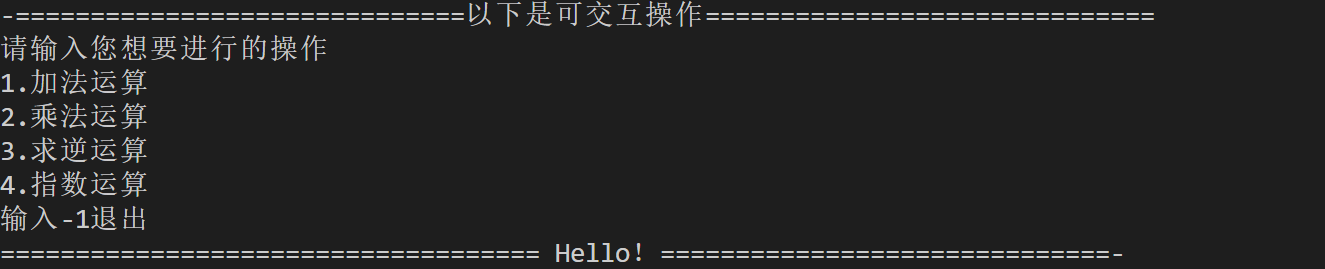 -==============================以下是可交互操作==============================
请输入您想要进行的操作
1.加法运算
2.乘法运算
3.求逆运算
4.指数运算
输入-1退出
==================================== Hello! ==============================-